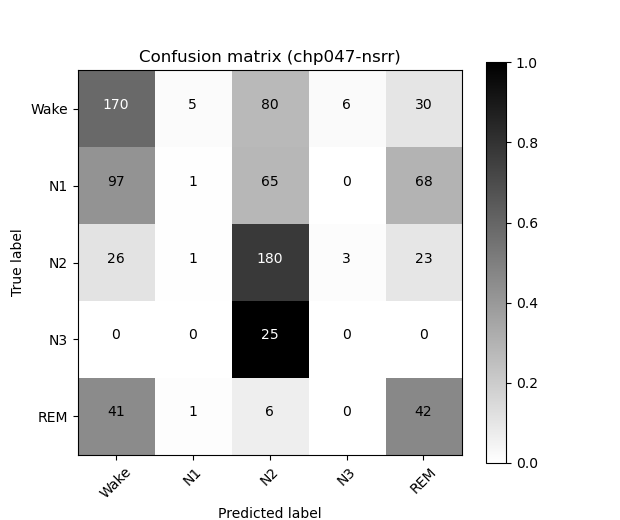 Confusion matrix (chp047-nsrr)
True label
Wake 170 5 80 6 30
N1 97 1 65 0 68
N2 26 1 180 3 23
N3 0 0 25 0 0
REM 41 1 6 0 42
Wake N1 N2 N3 REM
Predicted label
1.0
0.8
0.6
0.4
0.2
0.0